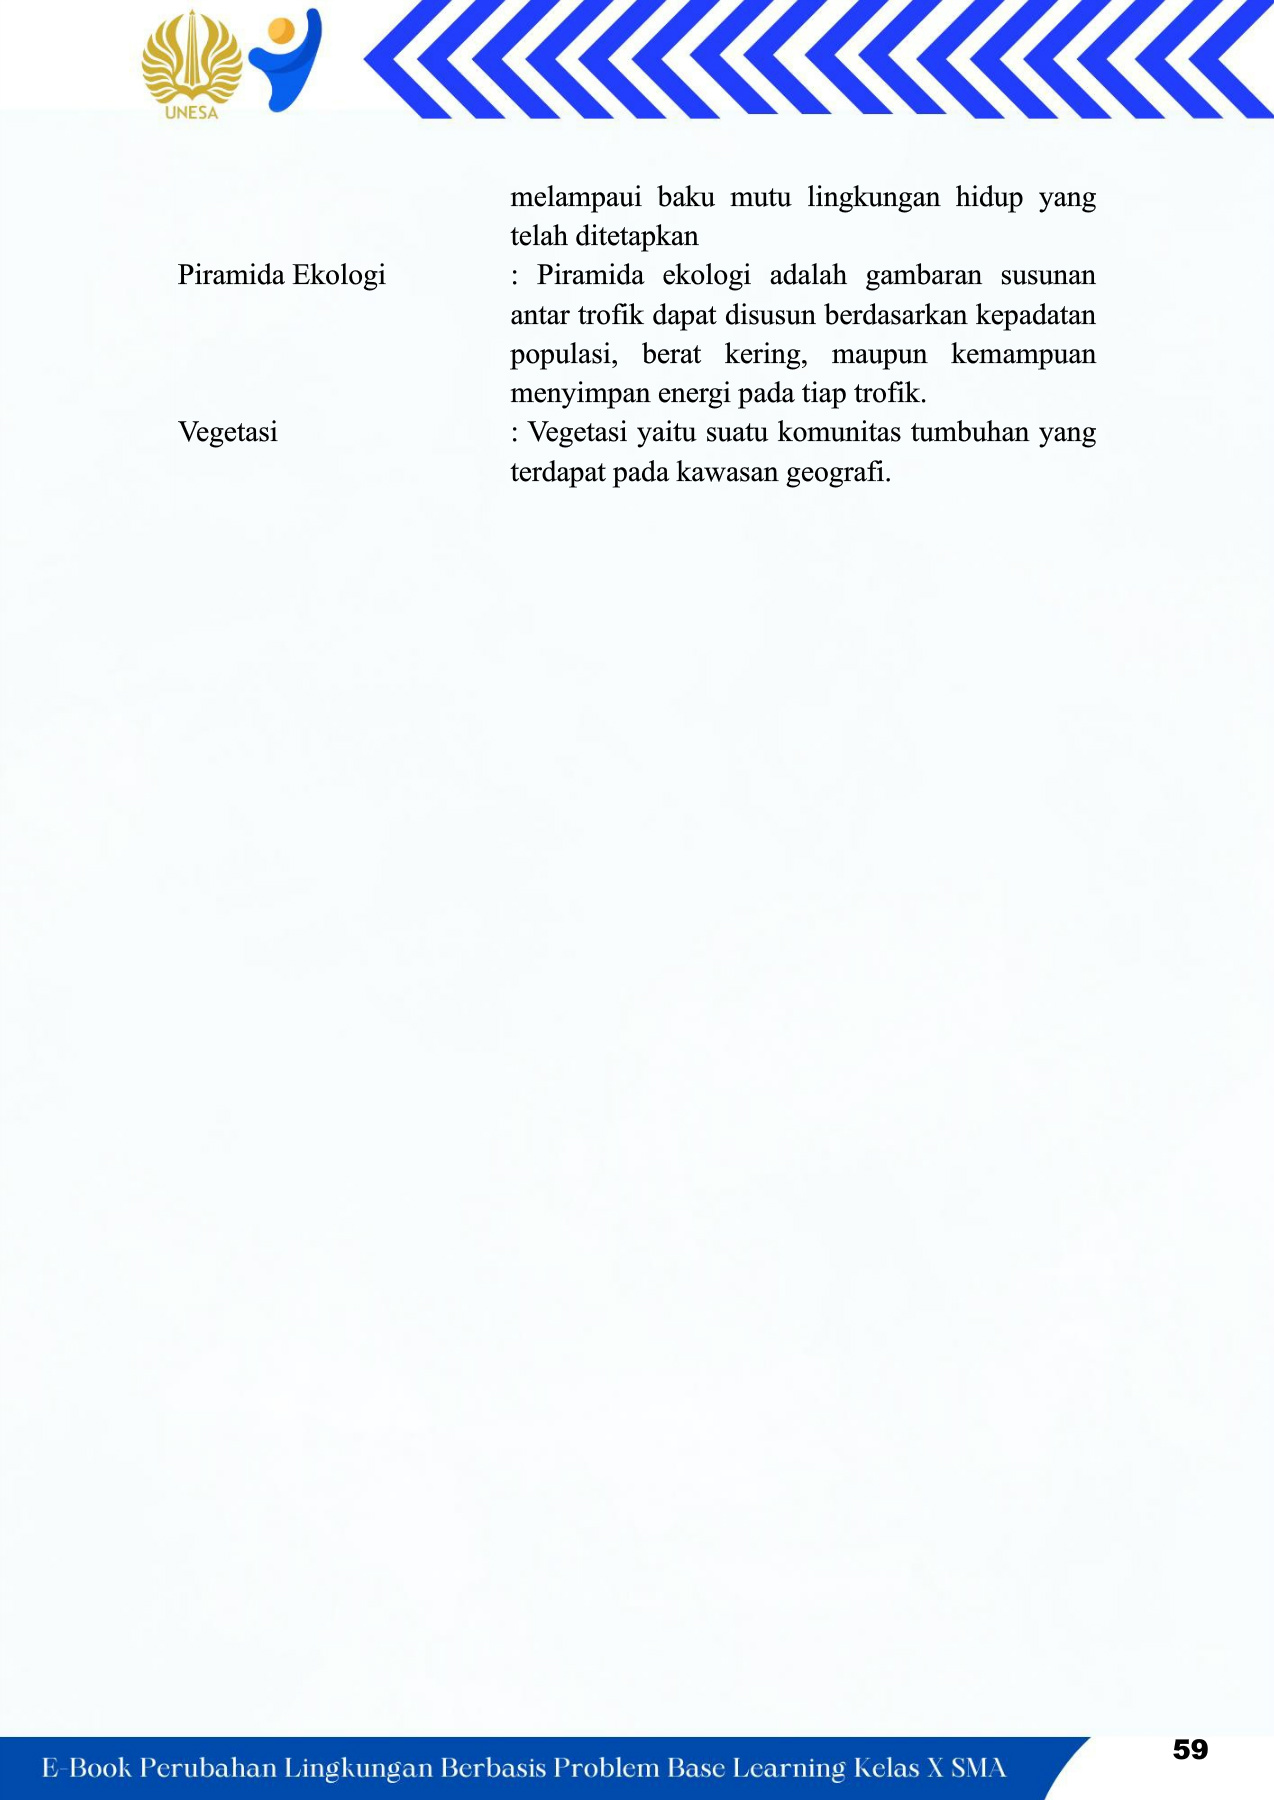 UNESA
melampaui baku mutu lingkungan hidup yang
telah ditetapkan
Piramida Ekologi : Piramida ekologi adalah gambaran susunan
antar trofik dapat disusun berdasarkan kepadatan
populasi, berat kering, maupun kemampuan
menyimpan energi pada tiap trofik.
Vegetasi : Vegetasi yaitu suatu komunitas tumbuhan yang
terdapat pada kawasan geografi.
E-Book Perubahan Lingkungan Berbasis Problem Base Learning Kelas X SMA
59